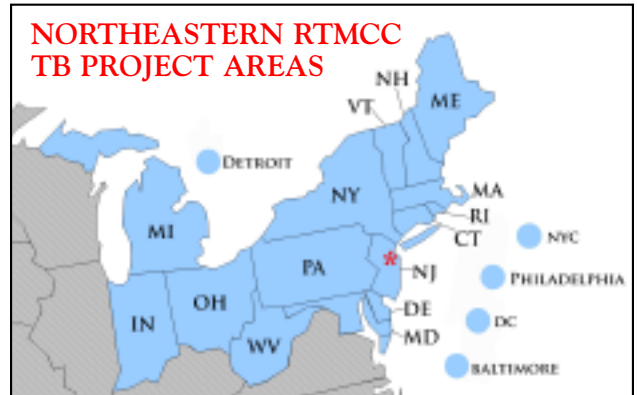 NORTHEASTERN RTMCC
TB PROJECT AREAS
NH
ME
VT
DETROIT
MA
NY
RI
MI
CT
NYC
*
PA
NJ
PHILADELPHIA
OH
DE
IN
DC
MD
WV
BALTIMORE